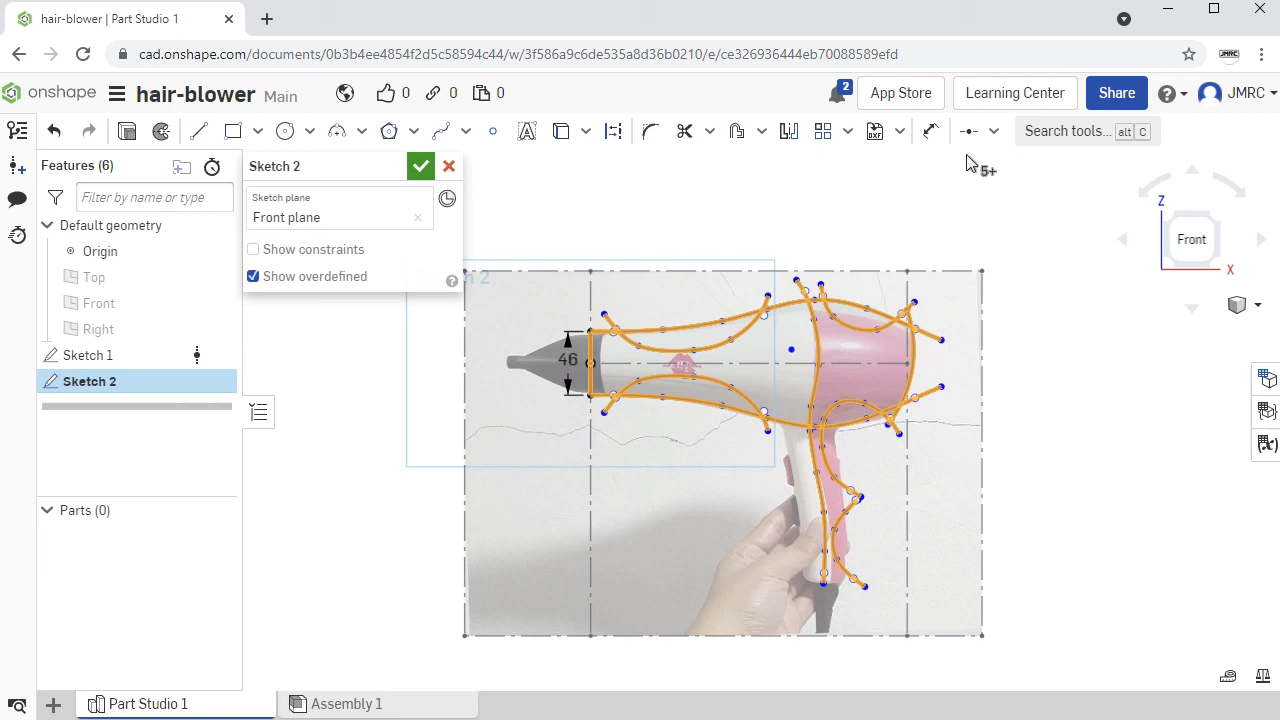 hair-blower | Part Studio 1
cad.onshape.com/documents/0b3b4ee4854f2d5c58594c44/w/3f586a9c6de535a8d36b0210/e/ce326936444eb70088589efd
JMRC
onshape
hair-blower Main
0
0
0
2
App Store
Learning Center
Share
JMRC
DXF
Search tools... alt C
5+
Features (6)
Filter by name or type
Default geometry
Origin
Top
Front
Right
Sketch 1
Sketch 2
Parts (0)
Sketch 2
Sketch plane
Front plane
Show constraints
Show overdefined
46
Z
Front
X
Part Studio 1
Assembly 1